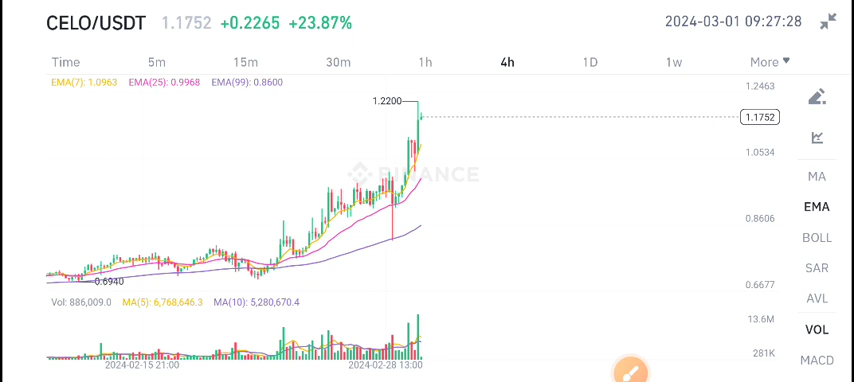 CELO/USDT 1.1752 +0.2265 +23.87% 2024-03-01 09:27:28
Time 5m 15m 30m 1h 4h 1D 1w More
EMA(7): 1.0963 EMA(25): 0.9968 EMA(99): 0.8600
1.2463
1.2200
1.1752
1.0534
BINANCE
0.8606
0.6940
0.6677
Vol: 886,009.0 MA(5): 6,768,646.3 MA(10): 5,280,670.4
13.6M
281K
2024-02-15 21:00 2024-02-28 13:00
MA
EMA
BOLL
SAR
AVL
VOL
MACD